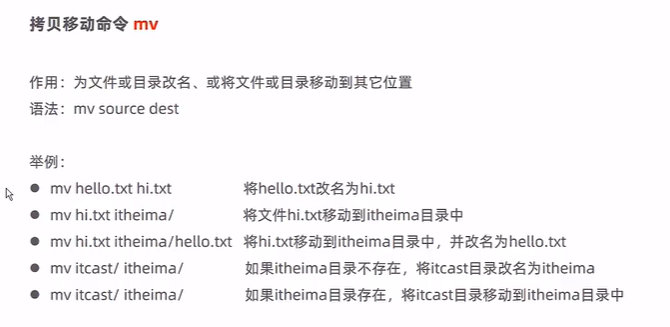 拷贝移动命令 mv
作用：为文件或目录改名、或将文件或目录移动到其它位置
语法：mv source dest
举例：
● mv hello.txt hi.txt 将hello.txt改名为hi.txt
● mv hi.txt itheima/ 将文件hi.txt移动到itheima目录中
● mv hi.txt itheima/hello.txt 将hi.txt移动到itheima目录中，并改名为hello.txt
● mv itcast/ itheima/ 如果itheima目录不存在，将itcast目录改名为itheima
● mv itcast/ itheima/ 如果itheima目录存在，将itcast目录移动到itheima目录中